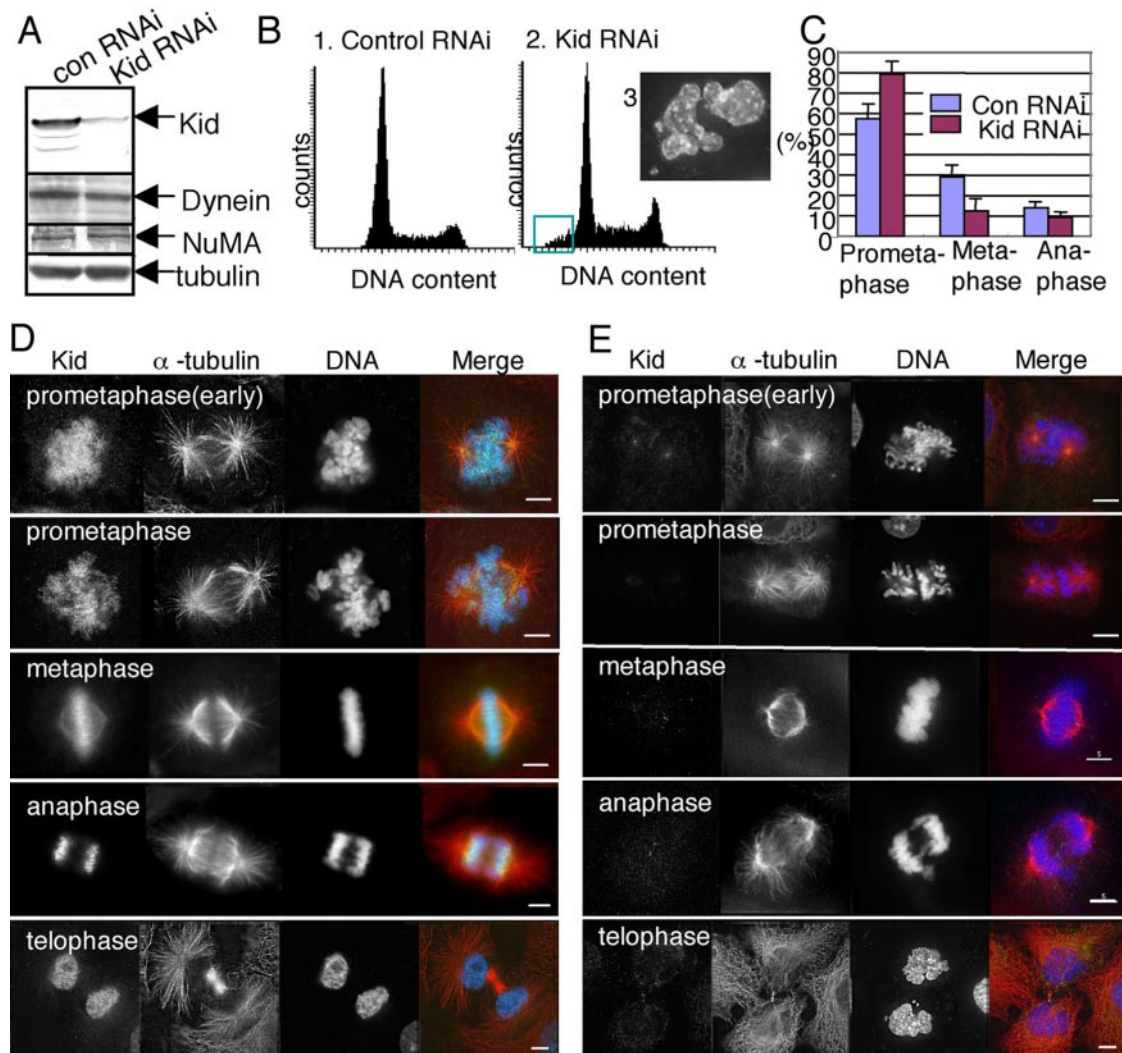 A
con RNAi
Kid RNAi
Kid
Dynein
NuMA
tubulin
B
1. Control RNAi
counts
DNA content
2. Kid RNAi
counts
DNA content
3
C
(%)
90
80
70
60
50
40
30
20
10
0
Con RNAi
Kid RNAi
Prometa-
phase
Meta-
phase
Ana-
phase
D
Kid α -tubulin DNA Merge
prometaphase(early)
prometaphase
metaphase
anaphase
telophase
E
Kid α -tubulin DNA Merge
prometaphase(early)
prometaphase
metaphase
5
anaphase
5
telophase